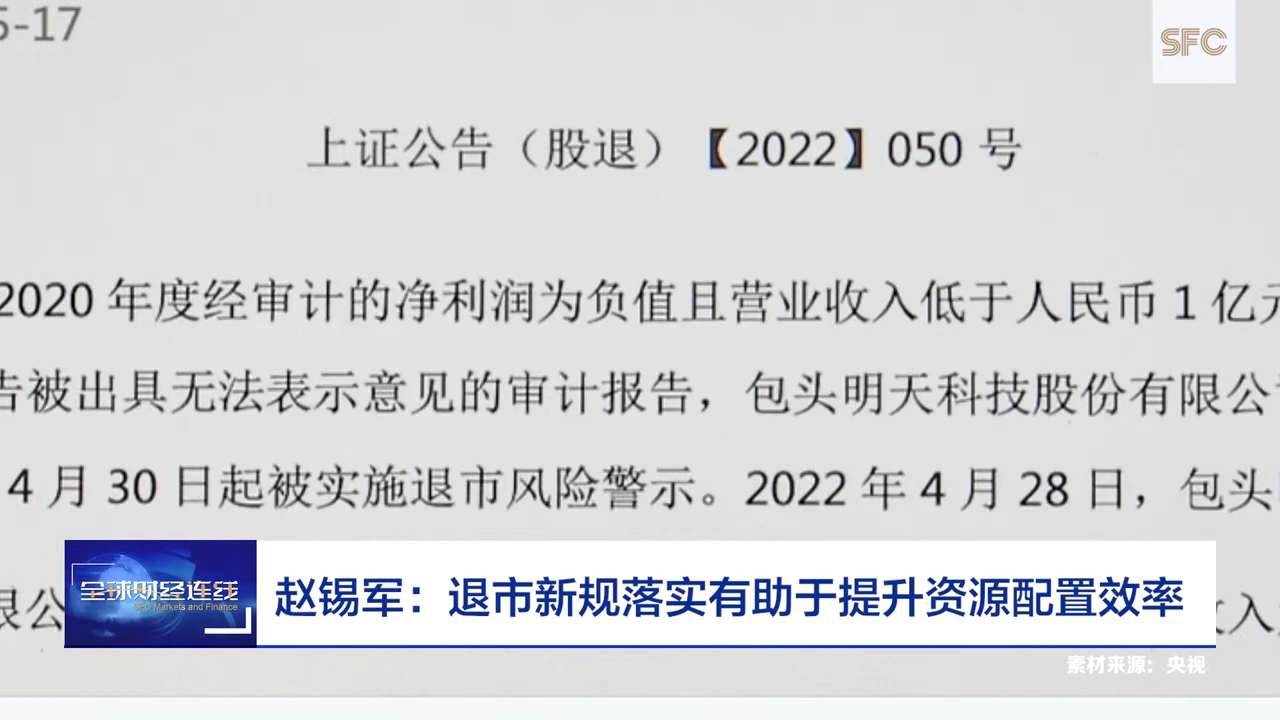 5-17
SFC
上证公告（股退）【2022】050 号
2020 年度经审计的净利润为负值且营业收入低于人民币 1 亿元
告被出具无法表示意见的审计报告，包头明天科技股份有限公
4 月 30 日起被实施退市风险警示。2022 年 4 月 28 日，包头
限公
入
全球财经连线
SFC Markets and Finance
赵锡军：退市新规落实有助于提升资源配置效率
素材来源：央视